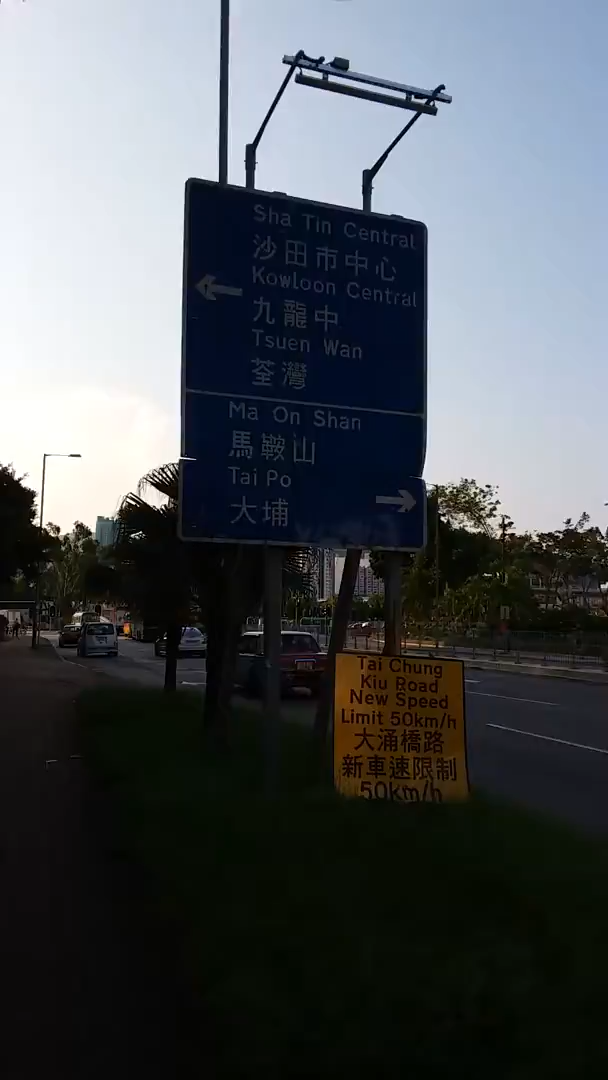 Sha Tin Central
沙田市中心
Kowloon Central
九龍中
Tsuen Wan
荃灣
Ma On Shan
馬鞍山
Tai Po
大埔
Tai Chung
Kiu Road
New Speed
Limit 50km/h
大涌橋路
新車速限制
50km/h